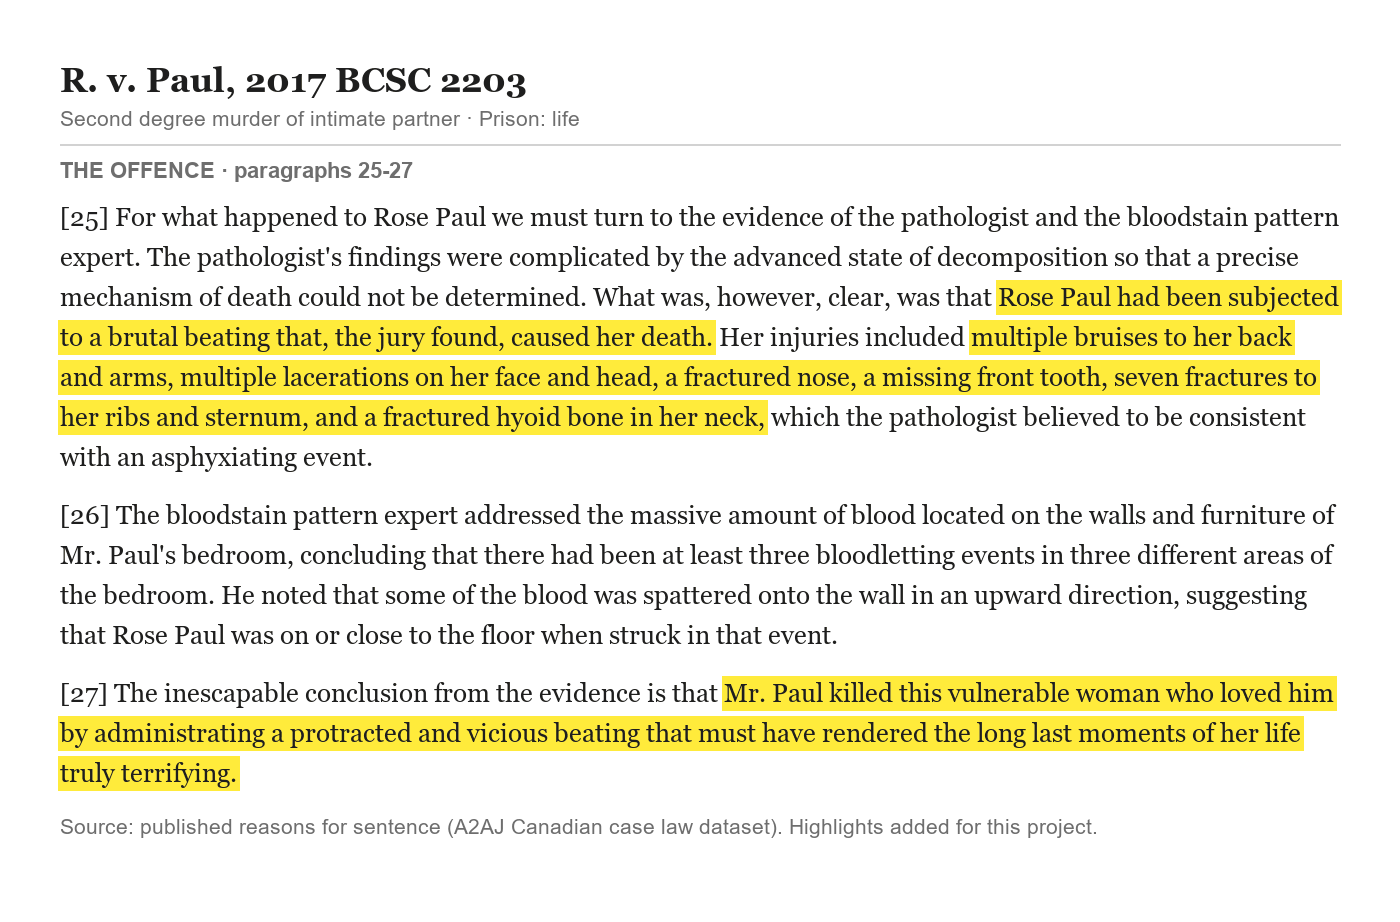 R. v. Paul, 2017 BCSC 2203
Second degree murder of intimate partner · Prison: life
THE OFFENCE · paragraphs 25-27
[25] For what happened to Rose Paul we must turn to the evidence of the pathologist and the bloodstain pattern
expert. The pathologist's findings were complicated by the advanced state of decomposition so that a precise
mechanism of death could not be determined. What was, however, clear, was that Rose Paul had been subjected
to a brutal beating that, the jury found, caused her death. Her injuries included multiple bruises to her back
and arms, multiple lacerations on her face and head, a fractured nose, a missing front tooth, seven fractures to
her ribs and sternum, and a fractured hyoid bone in her neck, which the pathologist believed to be consistent
with an asphyxiating event.
[26] The bloodstain pattern expert addressed the massive amount of blood located on the walls and furniture of
Mr. Paul's bedroom, concluding that there had been at least three bloodletting events in three different areas of
the bedroom. He noted that some of the blood was spattered onto the wall in an upward direction, suggesting
that Rose Paul was on or close to the floor when struck in that event.
[27] The inescapable conclusion from the evidence is that Mr. Paul killed this vulnerable woman who loved him
by administrating a protracted and vicious beating that must have rendered the long last moments of her life
truly terrifying.
Source: published reasons for sentence (A2AJ Canadian case law dataset). Highlights added for this project.